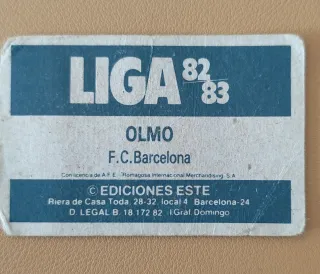 LIGA 82/83
OLMO
F.C.Barcelona
Con licencia de A.F.E. - Romagosa International Merchandising, S.A.
© EDICIONES ESTE
Riera de Casa Toda, 28-32, local 4 Barcelona-24
D. LEGAL B. 18.172 82 I.Graf. Domingo